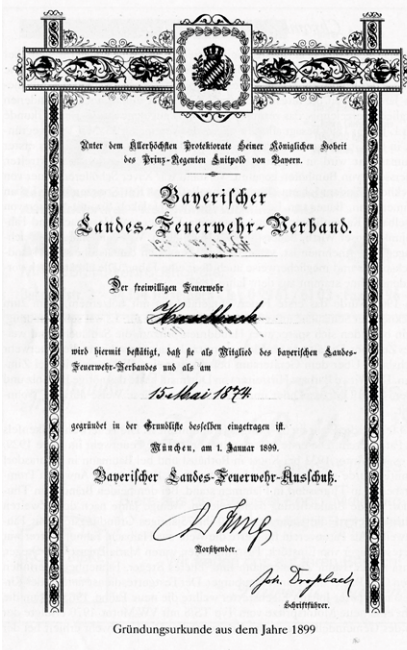 Unter dem Allerhöchsten Protektorate Seiner Königlichen Hoheit
des Prinz-Regenten Luitpold von Bayern.
Bayerischer
Landes-Feuerwehr-Verband.
Der freiwilligen Feuerwehr
wird hiermit bestätigt, daß sie als Mitglied des bayerischen Landes-
Feuerwehr-Verbandes und als am
15 Mai 1874.
gegründet in der Grundliste desselben eingetragen ist.
München, am 1. Januar 1899.
Bayerischer Landes-Feuerwehr-Ausschuß.
Vorsitzender.
Schriftführer.
Gründungsurkunde aus dem Jahre 1899